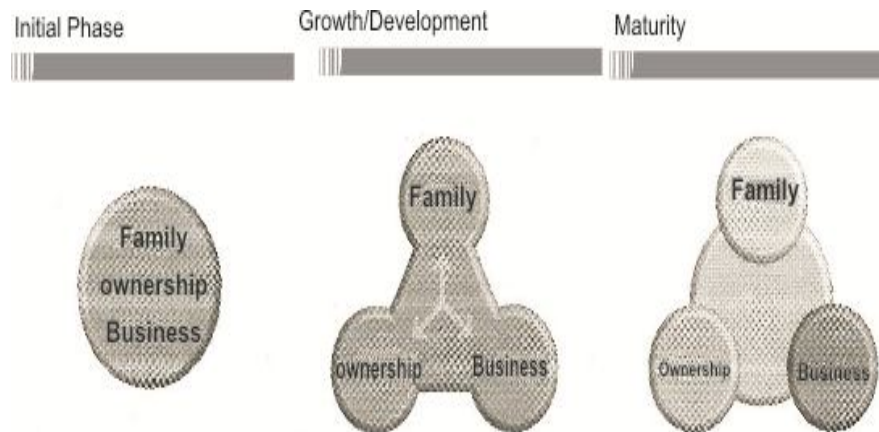 Initial Phase
Growth/Development
Maturity
Family
ownership
Business
Family
ownership
Business
Family
Ownership
Business